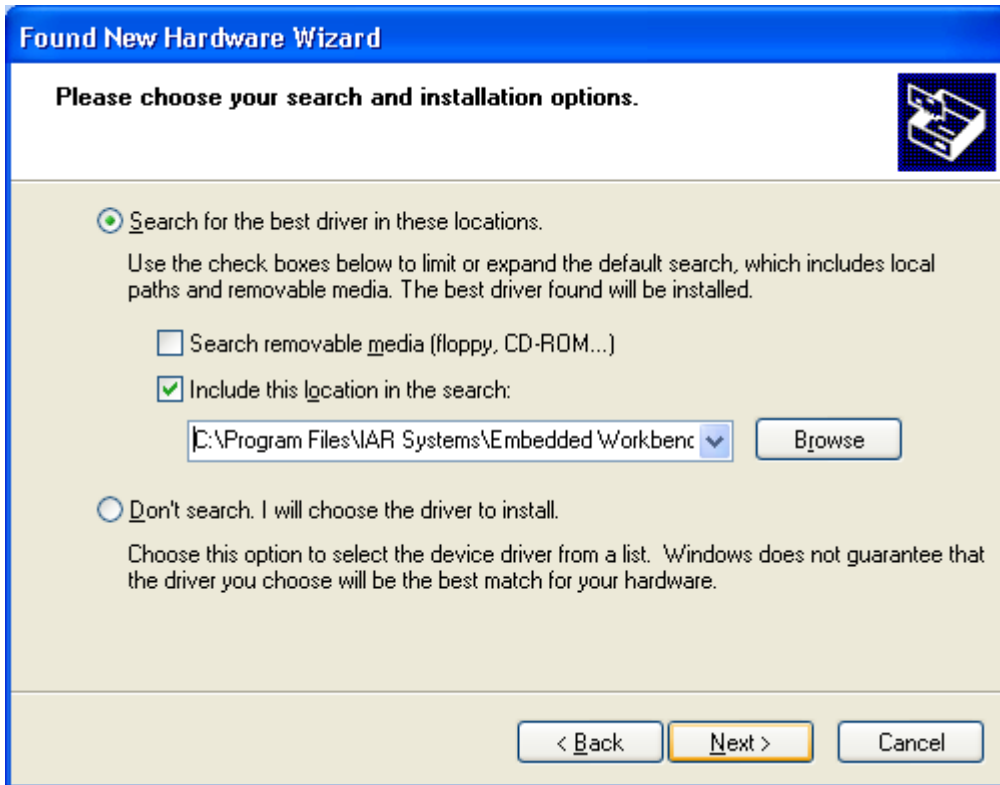 Found New Hardware Wizard
Please choose your search and installation options.
Search for the best driver in these locations.
Use the check boxes below to limit or expand the default search, which includes local
paths and removable media. The best driver found will be installed.
Search removable media (floppy, CD-ROM...)
Include this location in the search:
C:\Program Files\IAR Systems\Embedded Workbenc
Browse
Don't search. I will choose the driver to install.
Choose this option to select the device driver from a list.  Windows does not guarantee that
the driver you choose will be the best match for your hardware.
< Back
Next >
Cancel